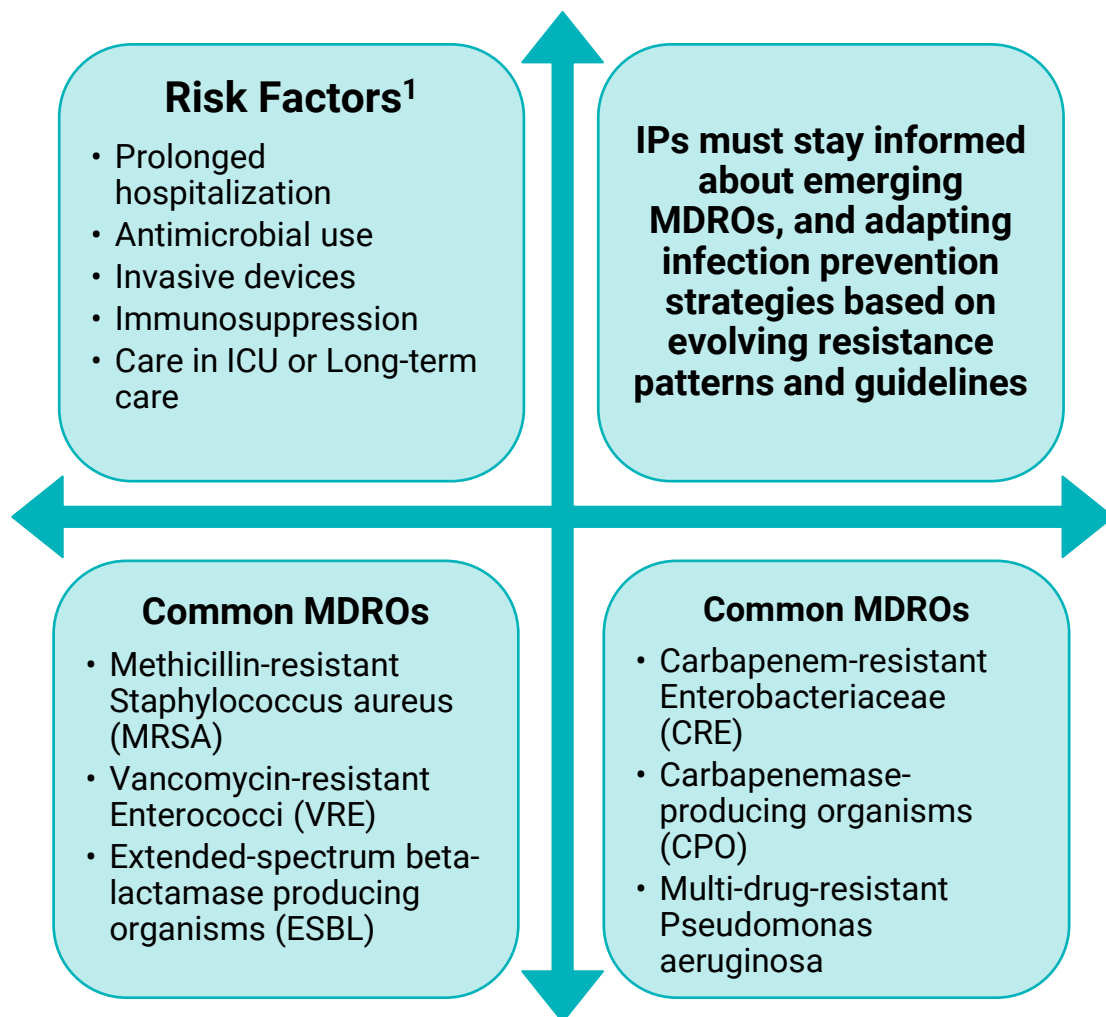 Risk Factors¹
• Prolonged
hospitalization
• Antimicrobial use
• Invasive devices
• Immunosuppression
• Care in ICU or Long-term
care
IPs must stay informed
about emerging
MDROs, and adapting
infection prevention
strategies based on
evolving resistance
patterns and guidelines
Common MDROs
• Methicillin-resistant
Staphylococcus aureus
(MRSA)
• Vancomycin-resistant
Enterococci (VRE)
• Extended-spectrum beta-
lactamase producing
organisms (ESBL)
Common MDROs
• Carbapenem-resistant
Enterobacteriaceae
(CRE)
• Carbapenemase-
producing organisms
(CPO)
• Multi-drug-resistant
Pseudomonas
aeruginosa